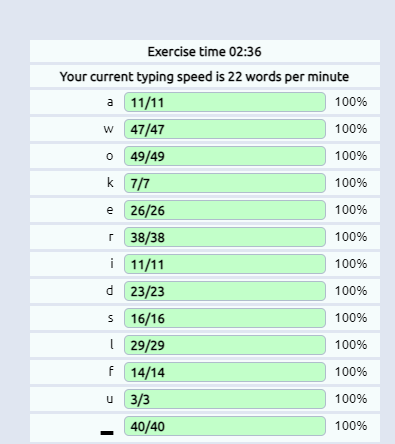 Exercise time 02:36
Your current typing speed is 22 words per minute
a 11/11 100%
w 47/47 100%
o 49/49 100%
k 7/7 100%
e 26/26 100%
r 38/38 100%
i 11/11 100%
d 23/23 100%
s 16/16 100%
l 29/29 100%
f 14/14 100%
u 3/3 100%
▂ 40/40 100%